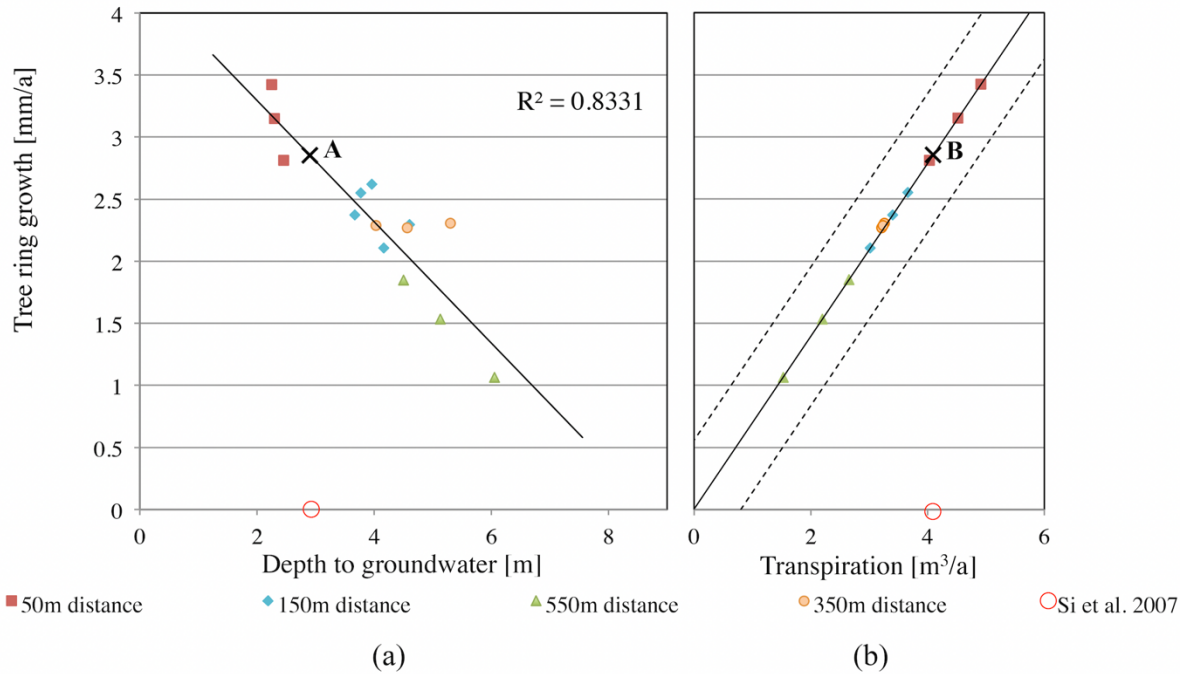 4
3.5
3
2.5
2
1.5
1
0.5
0
Tree ring growth [mm/a]
R² = 0.8331
A
0 2 4 6 8
Depth to groundwater [m]
B
0 2 4 6
Transpiration [m³/a]
50m distance 150m distance 550m distance 350m distance Si et al. 2007
(a) (b)